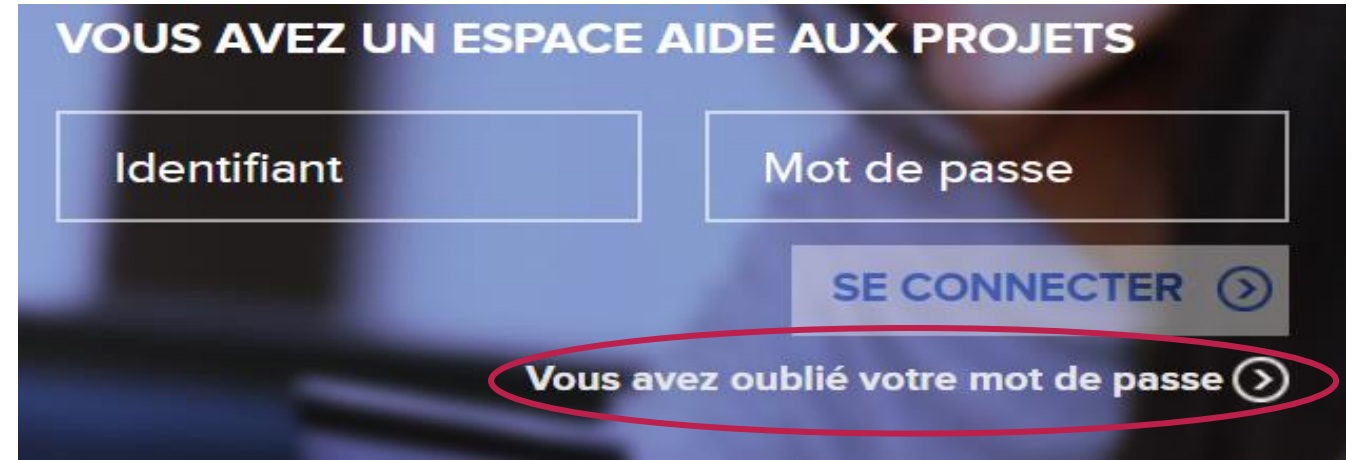 VOUS AVEZ UN ESPACE AIDE AUX PROJETS
Identifiant
Mot de passe
SE CONNECTER
Vous avez oublié votre mot de passe